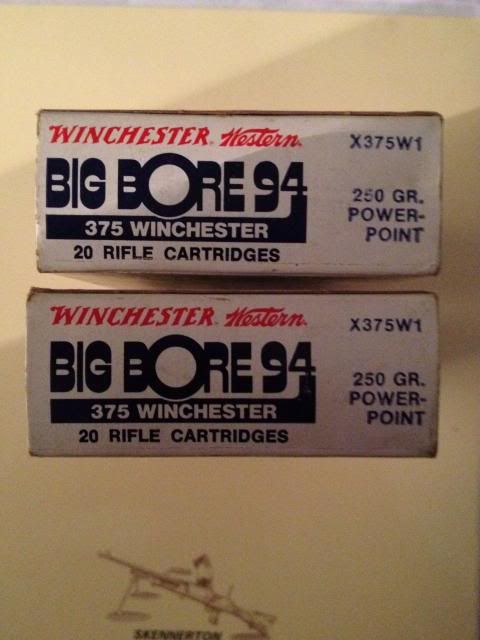 WINCHESTER Western
X375W1
BIG BORE 94
375 WINCHESTER
20 RIFLE CARTRIDGES
250 GR.
POWER-
POINT
WINCHESTER Western
X375W1
BIG BORE 94
375 WINCHESTER
20 RIFLE CARTRIDGES
250 GR.
POWER-
POINT
SKENNERTON